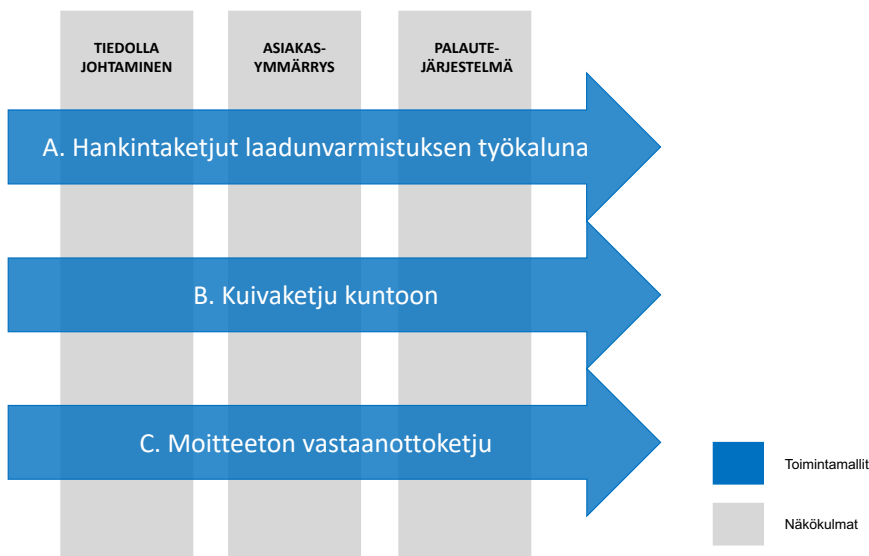 TIEDOLLA
JOHTAMINEN
ASIAKAS-
YMMÄRRYS
PALAUTE-
JÄRJESTELMÄ
A. Hankintaketjut laadunvarmistuksen työkaluna
B. Kuivaketju kuntoon
C. Moitteeton vastaanottoketju
Toimintamallit
Näkökulmat